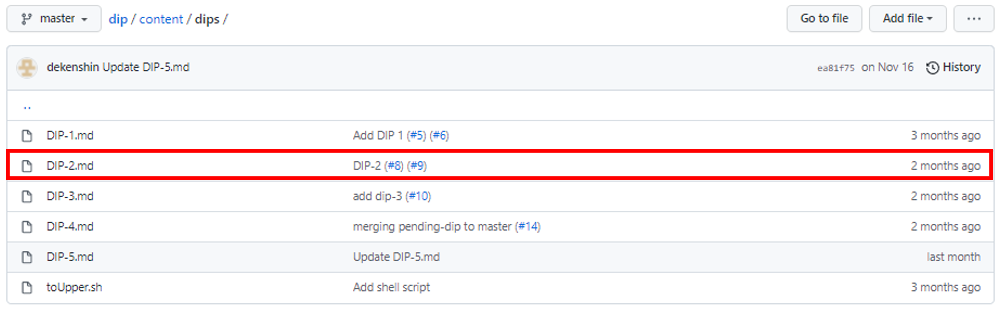 master dip / content / dips / Go to file Add file ...
dekenshin Update DIP-5.md ea81f75 on Nov 16 History
..
DIP-1.md Add DIP 1 (#5) (#6) 3 months ago
DIP-2.md DIP-2 (#8) (#9) 2 months ago
DIP-3.md add dip-3 (#10) 2 months ago
DIP-4.md merging pending-dip to master (#14) 2 months ago
DIP-5.md Update DIP-5.md last month
toUpper.sh Add shell script 3 months ago